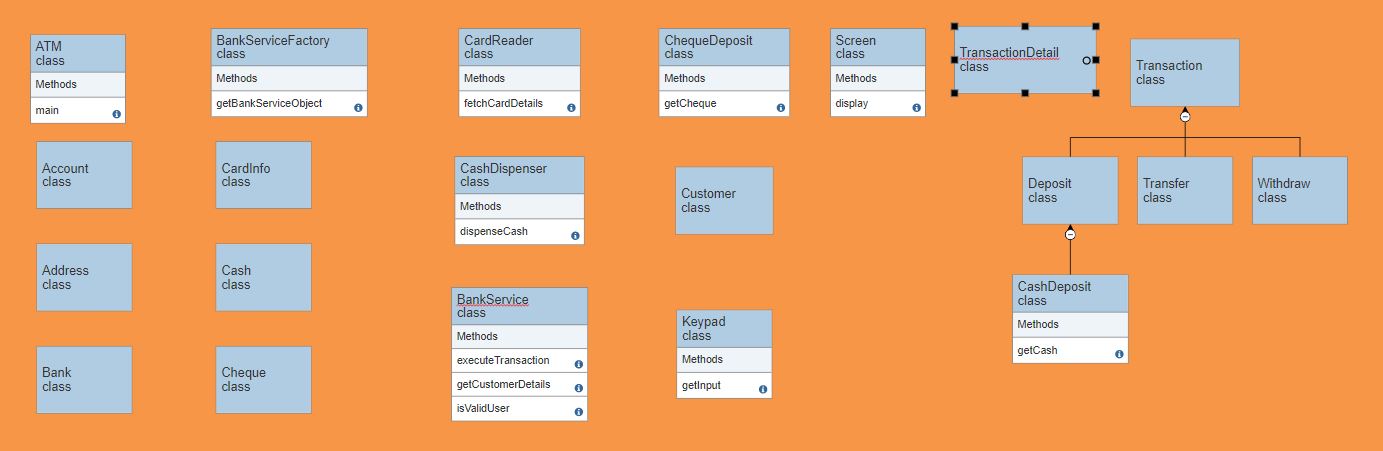 ATM
class
Methods
main
BankServiceFactory
class
Methods
getBankServiceObject
CardReader
class
Methods
fetchCardDetails
ChequeDeposit
class
Methods
getCheque
Screen
class
Methods
display
TransactionDetail
class
Transaction
class
Account
class
CardInfo
class
CashDispenser
class
Methods
dispenseCash
Customer
class
Deposit
class
Transfer
class
Withdraw
class
Address
class
Cash
class
BankService
class
Methods
executeTransaction
getCustomerDetails
isValidUser
Keypad
class
Methods
getInput
CashDeposit
class
Methods
getCash
Bank
class
Cheque
class